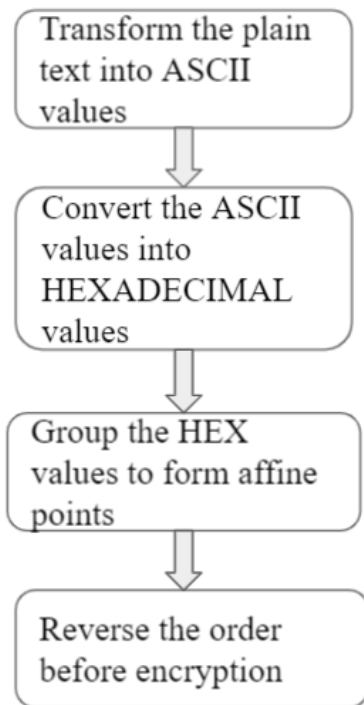 Transform the plain
text into ASCII
values
Convert the ASCII
values into
HEXADECIMAL
values
Group the HEX
values to form affine
points
Reverse the order
before encryption